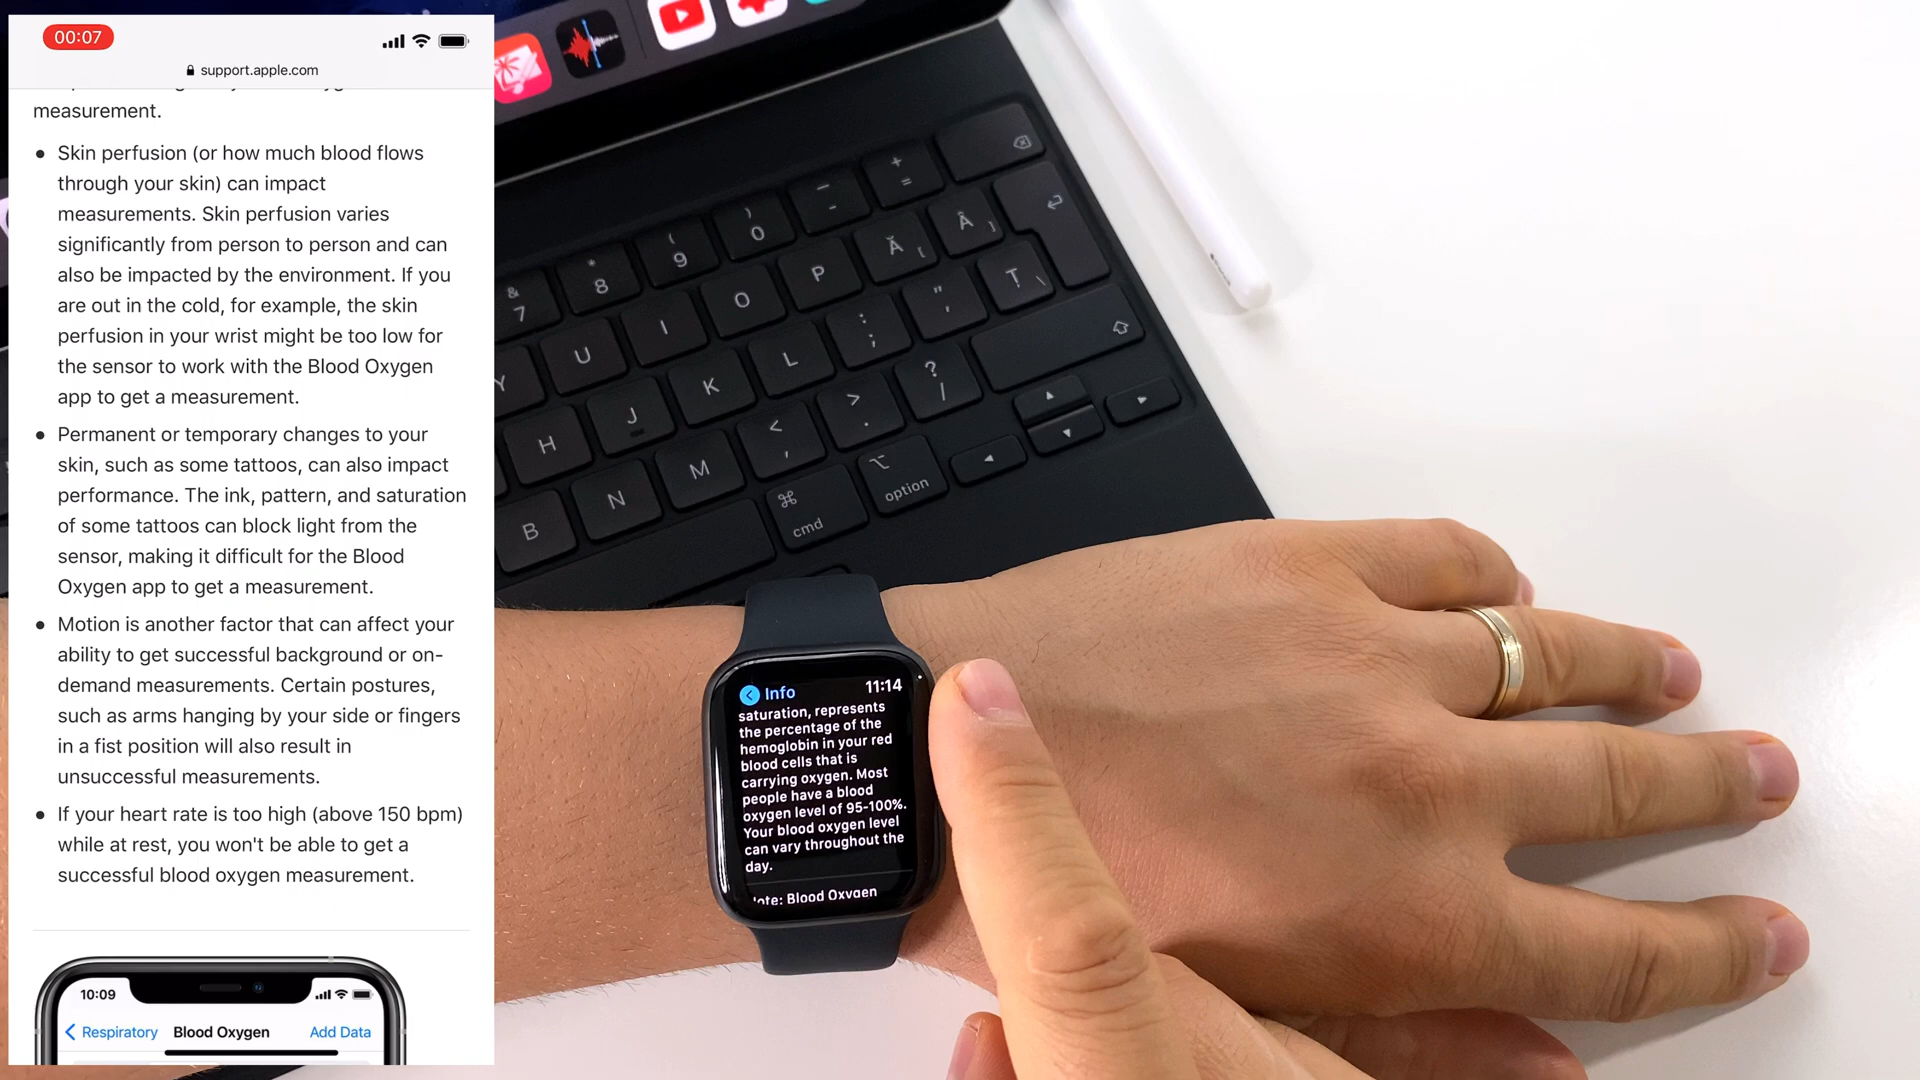 00:07
support.apple.com
measurement.
• Skin perfusion (or how much blood flows
through your skin) can impact
measurements. Skin perfusion varies
significantly from person to person and can
also be impacted by the environment. If you
are out in the cold, for example, the skin
perfusion in your wrist might be too low for
the sensor to work with the Blood Oxygen
app to get a measurement.
• Permanent or temporary changes to your
skin, such as some tattoos, can also impact
performance. The ink, pattern, and saturation
of some tattoos can block light from the
sensor, making it difficult for the Blood
Oxygen app to get a measurement.
• Motion is another factor that can affect your
ability to get successful background or on-
demand measurements. Certain postures,
such as arms hanging by your side or fingers
in a fist position will also result in
unsuccessful measurements.
• If your heart rate is too high (above 150 bpm)
while at rest, you won't be able to get a
successful blood oxygen measurement.
10:09
Respiratory Blood Oxygen Add Data
+ =
_ -
) 0
( 9
* 8
& 7
Â }
Ă [
P
O
I
U
Y
Ț \
" '
: ;
L
K
J
H
? /
> .
< ,
M
N
B
⌥ option
⌘ cmd
Info 11:14
saturation, represents
the percentage of the
hemoglobin in your red
blood cells that is
carrying oxygen. Most
people have a blood
oxygen level of 95-100%.
Your blood oxygen level
can vary throughout the
day.
Note: Blood Oxygen